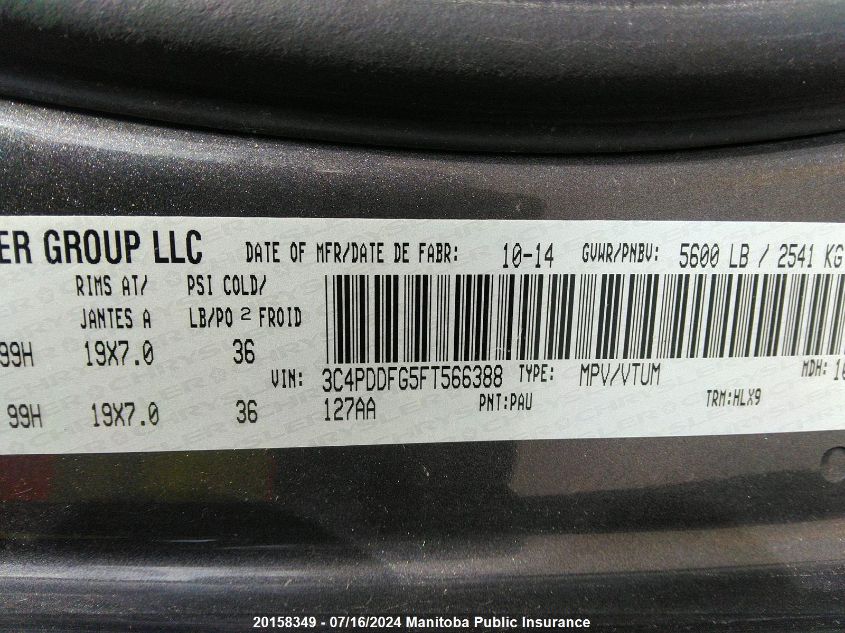 ER GROUP LLC DATE OF MFR/DATE DE FABR: 10-14 GVWR/PNBV: 5600 LB / 2541 KG
RIMS AT/ PSI COLD/
JANTES A LB/PO 2 FROID
99H 19X7.0 36
VIN: 3C4PDDFG5FT566388 TYPE: MPV/VTUM MDH: 10
99H 19X7.0 36 127AA PNT:PAU TRM:HLX9
20158349 - 07/16/2024 Manitoba Public Insurance